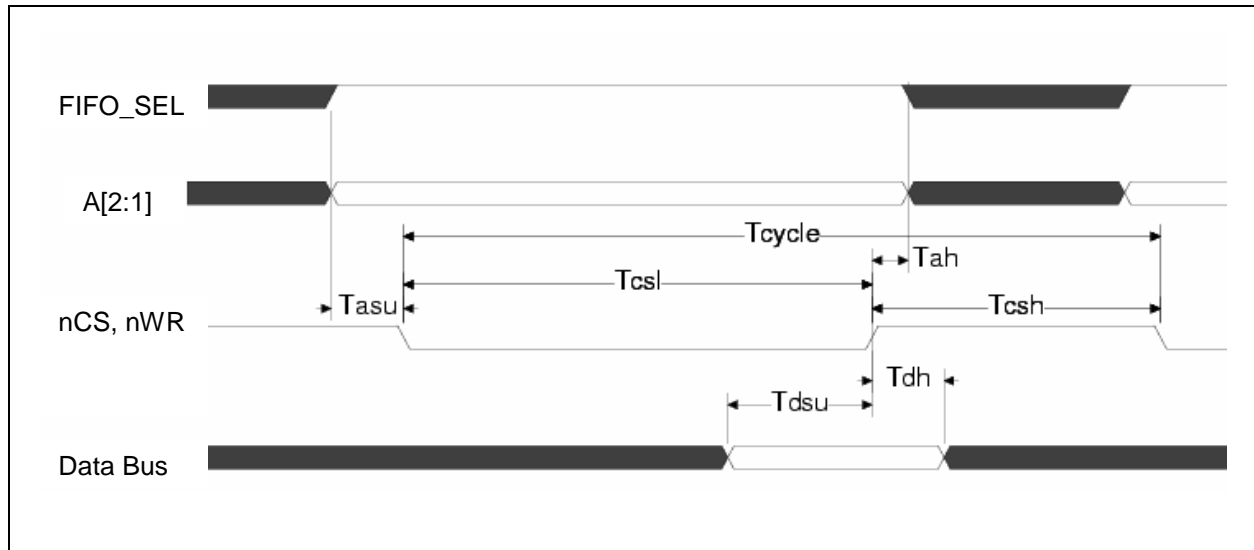 FIFO_SEL
A[2:1]
Tcycle
Tah
Tcsl
Tasu
Tcsh
nCS, nWR
Tdh
Tdsu
Data Bus